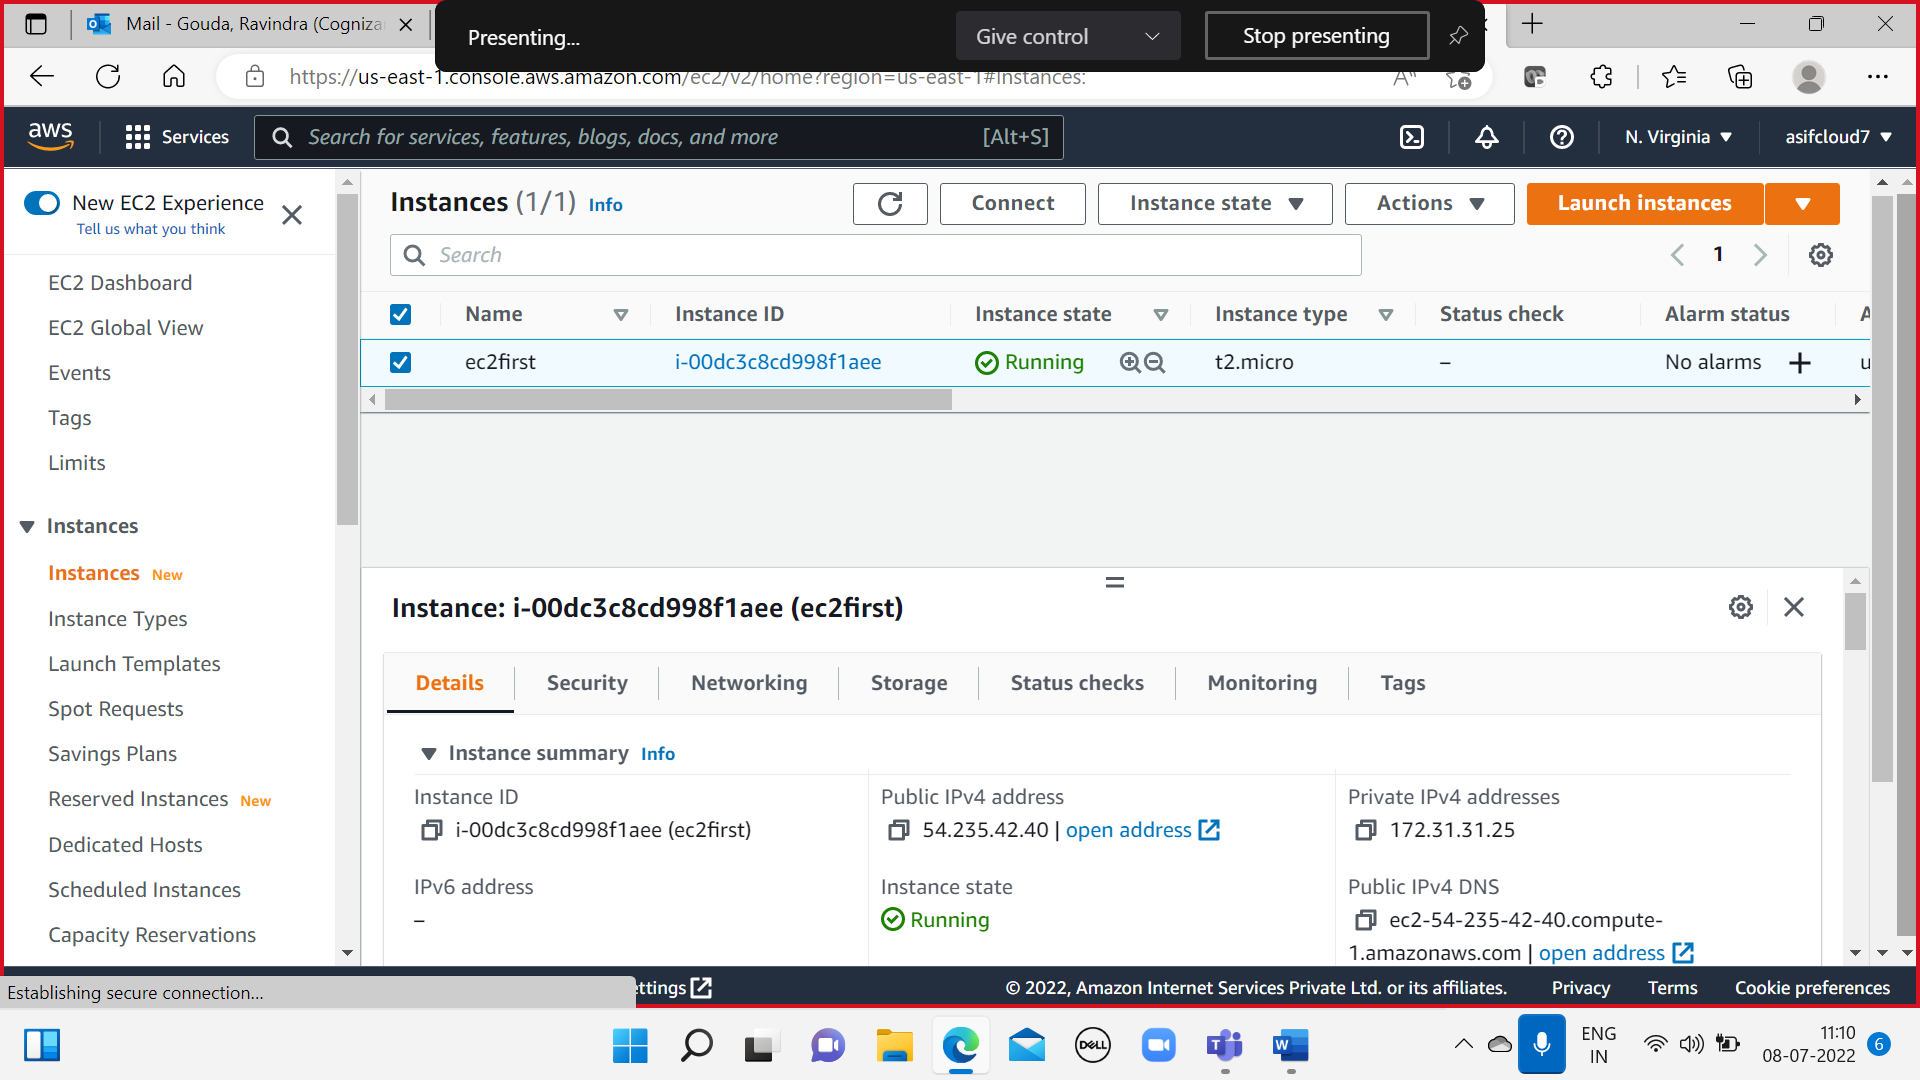 Mail - Gouda, Ravindra (Cogniza
Presenting...
Give control
Stop presenting
https://us-east-1.console.aws.amazon.com/ec2/v2/home?region=us-east-1#Instances:
aws
Services
Search for services, features, blogs, docs, and more
[Alt+S]
N. Virginia
asifcloud7
New EC2 Experience
Tell us what you think
EC2 Dashboard
EC2 Global View
Events
Tags
Limits
Instances
Instances New
Instance Types
Launch Templates
Spot Requests
Savings Plans
Reserved Instances New
Dedicated Hosts
Scheduled Instances
Capacity Reservations
Instances (1/1) Info
Connect
Instance state
Actions
Launch instances
Search
1
Name Instance ID Instance state Instance type Status check Alarm status A
ec2first i-00dc3c8cd998f1aee Running t2.micro – No alarms + u
Instance: i-00dc3c8cd998f1aee (ec2first)
Details Security Networking Storage Status checks Monitoring Tags
Instance summary Info
Instance ID
i-00dc3c8cd998f1aee (ec2first)
Public IPv4 address
54.235.42.40 | open address
Private IPv4 addresses
172.31.31.25
IPv6 address
–
Instance state
Running
Public IPv4 DNS
ec2-54-235-42-40.compute-
1.amazonaws.com | open address
Establishing secure connection...
ettings
© 2022, Amazon Internet Services Private Ltd. or its affiliates.
Privacy
Terms
Cookie preferences
DELL
ENG
IN
11:10
08-07-2022
6